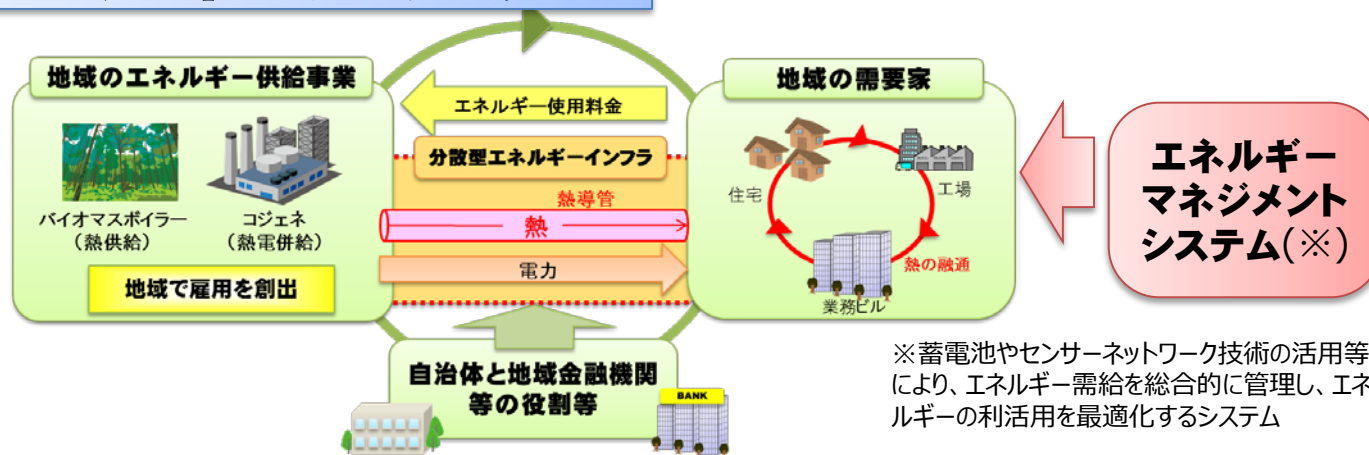 地域のエネルギー供給事業
バイオマスボイラー
（熱供給）
コジェネ
（熱電併給）
地域で雇用を創出
エネルギー使用料金
分散型エネルギーインフラ
熱導管
熱
電力
地域の需要家
住宅
工場
熱の融通
業務ビル
エネルギー
マネジメント
システム(※)
自治体と地域金融機関
等の役割等
BANK
※蓄電池やセンサーネットワーク技術の活用等
により、エネルギー需給を総合的に管理し、エネ
ルギーの利活用を最適化するシステム